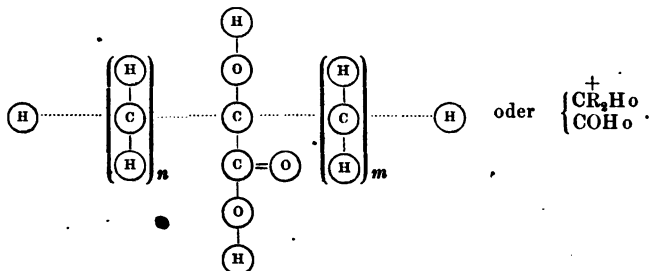 H
H O H
H C C C H oder + { CR₂Ho
H C=O H { COHo .
n m
O
H